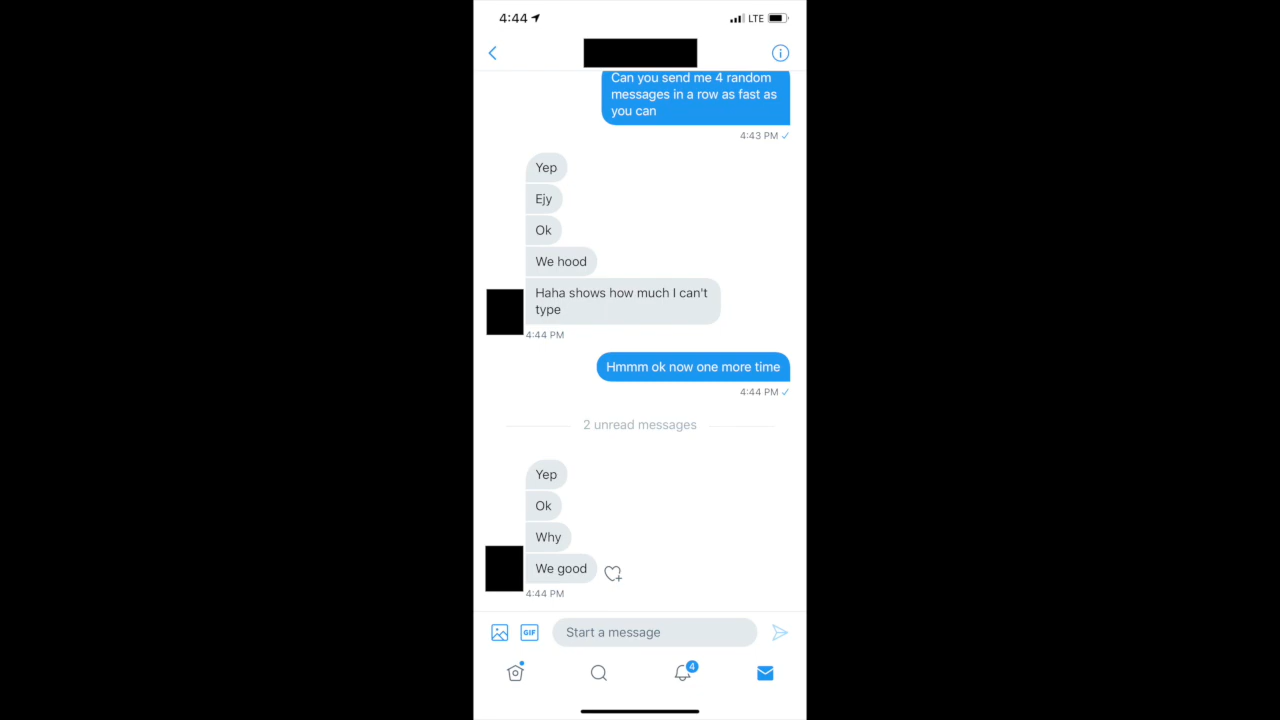 4:44
LTE
Can you send me 4 random
messages in a row as fast as
you can
4:43 PM
Yep
Ejy
Ok
We hood
Haha shows how much I can't
type
4:44 PM
Hmmm ok now one more time
4:44 PM
2 unread messages
Yep
Ok
Why
We good
4:44 PM
GIF
Start a message
4